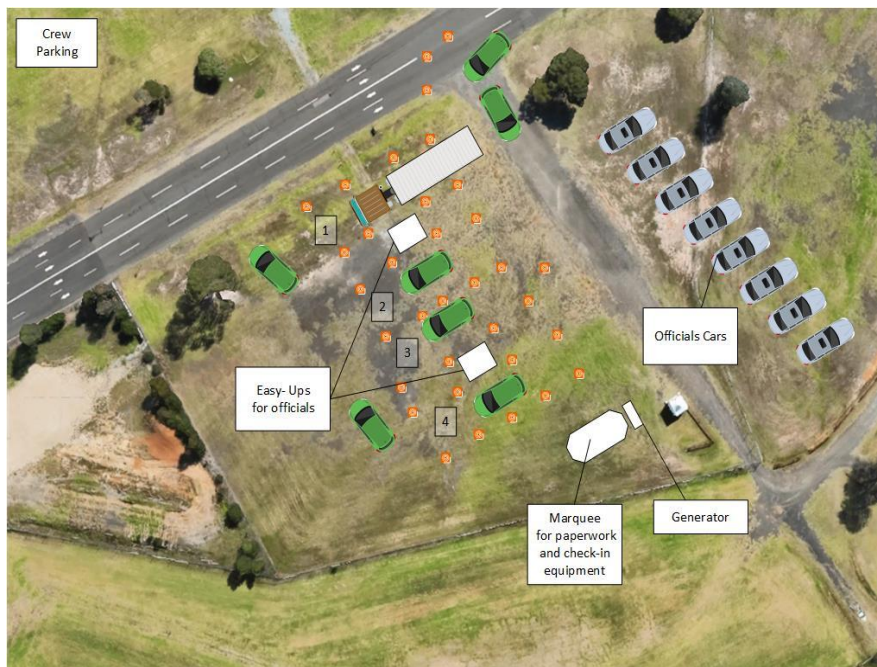 Crew
Parking
1
2
3
4
Officials Cars
Easy- Ups
for officials
Marquee
for paperwork
and check-in
equipment
Generator